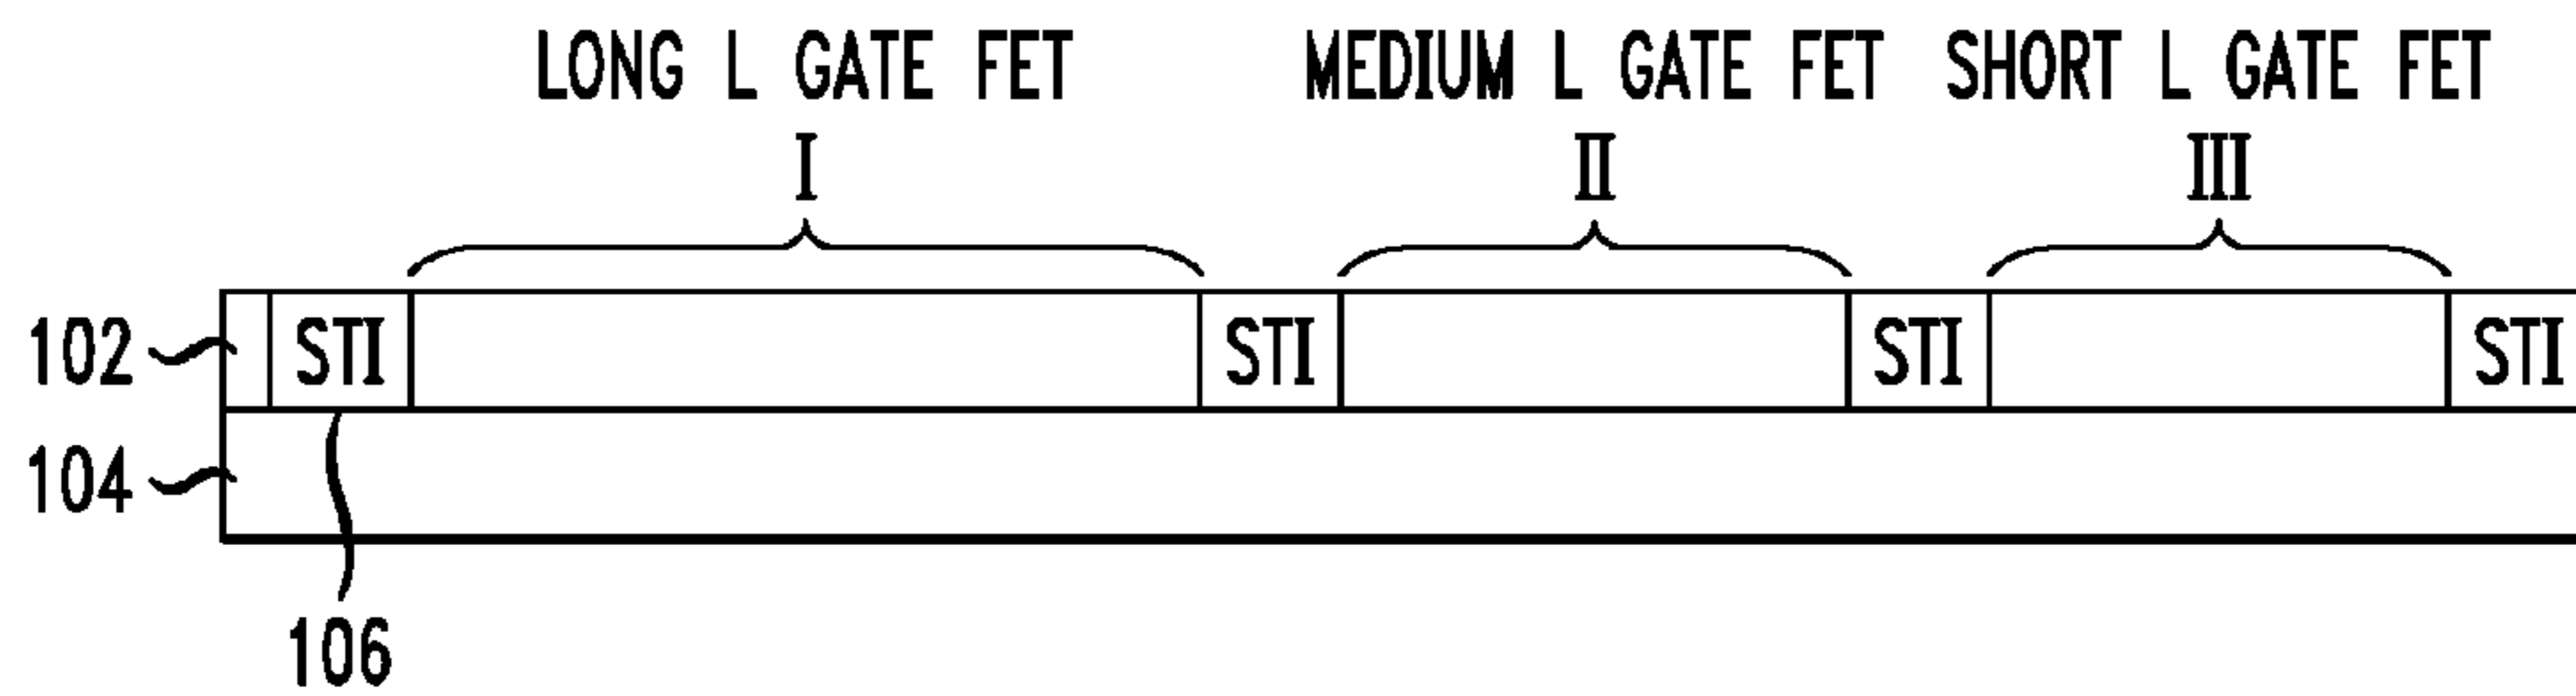 LONG L GATE FET MEDIUM L GATE FET SHORT L GATE FET
I II III
102 STI STI STI STI
104
106